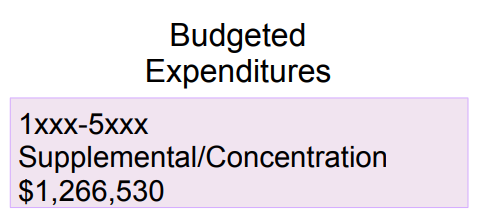 Budgeted
Expenditures
1xxx-5xxx
Supplemental/Concentration
$1,266,530